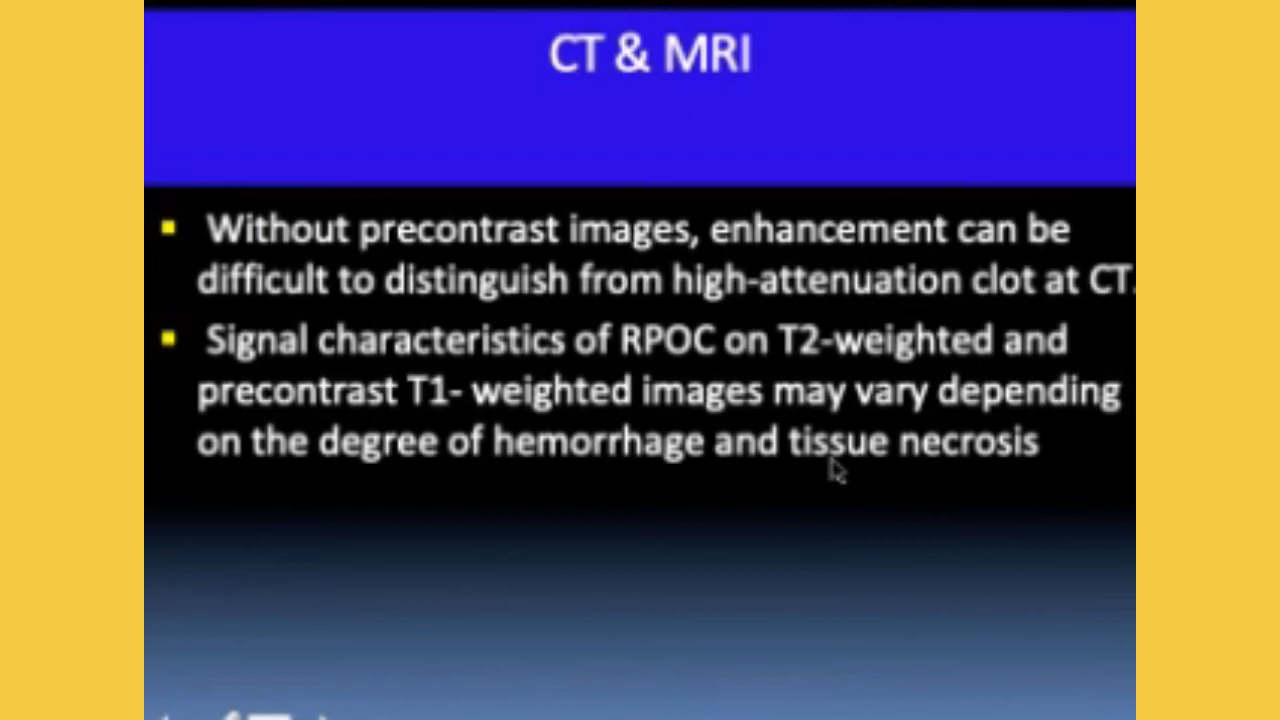 CT & MRI
Without precontrast images, enhancement can be
difficult to distinguish from high-attenuation clot at CT.
Signal characteristics of RPOC on T2-weighted and
precontrast T1- weighted images may vary depending
on the degree of hemorrhage and tissue necrosis